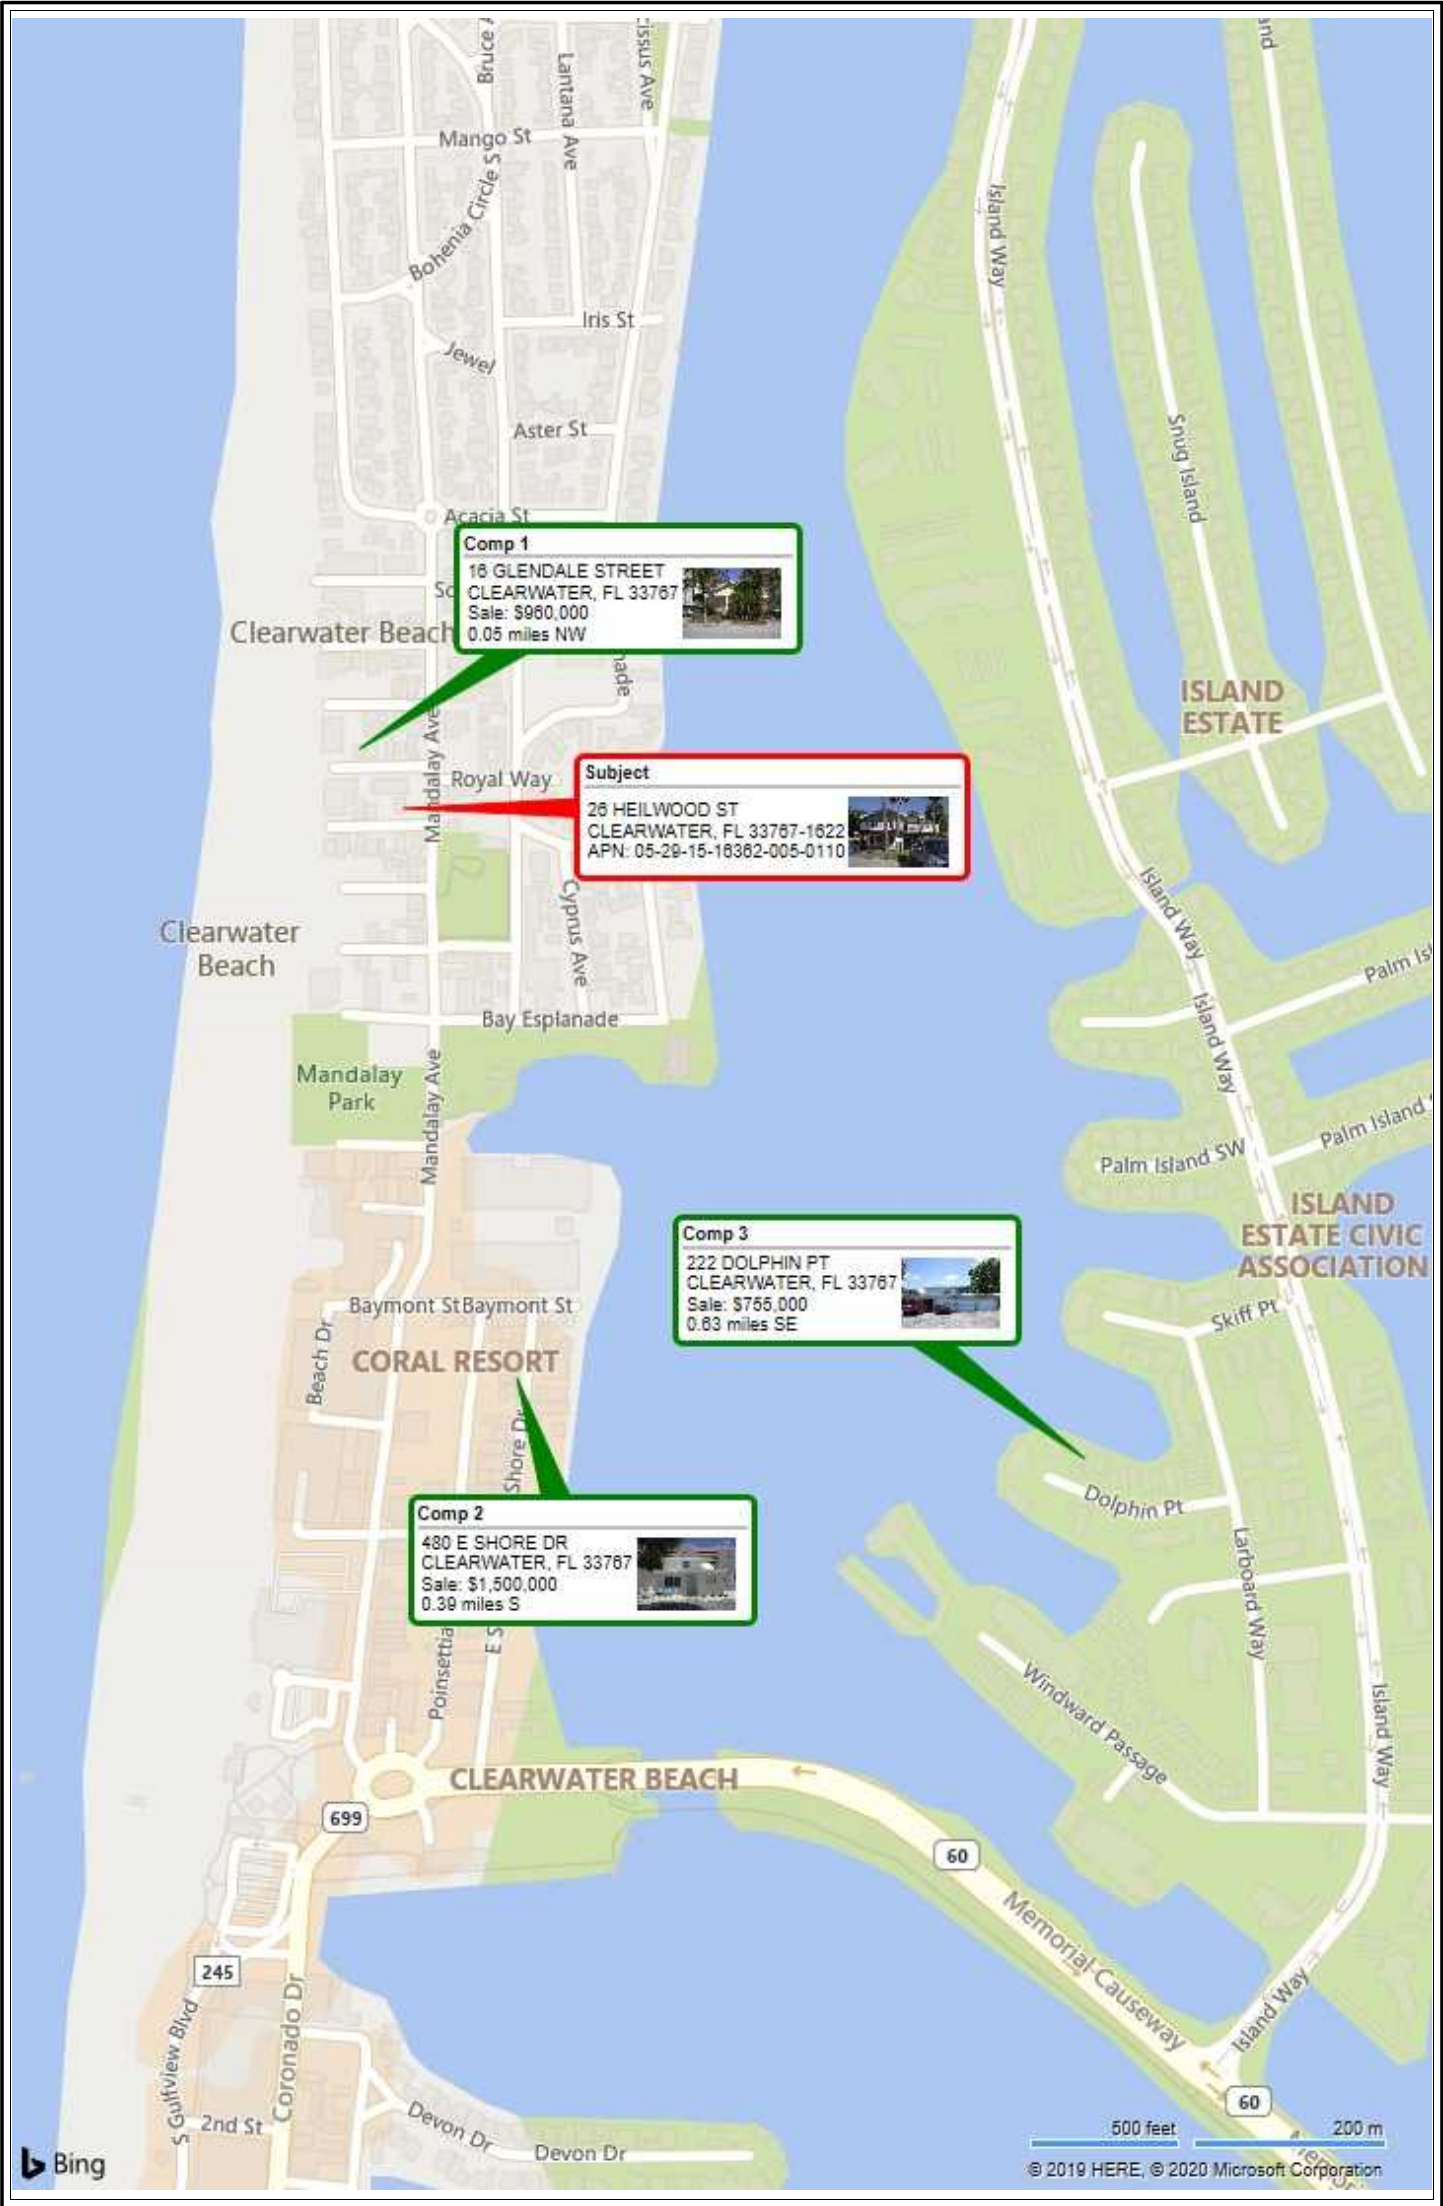 Bruce A
Lantana Ave
cissus Ave
and
Mango St
Bohenia Circle S
Island Way
Iris St
Jewel
Aster St
Snug Island
Acacia St
Comp 1
16 GLENDALE STREET
CLEARWATER, FL 33767
Sale: $960,000
0.05 miles NW
So
Clearwater Beach
nade
ISLAND
ESTATE
Mandalay Ave
Royal Way
Subject
26 HEILWOOD ST
CLEARWATER, FL 33767-1622
APN: 05-29-15-16362-005-0110
Cyprus Ave
Island Way
Clearwater
Beach
Palm Isl
Island Way
Bay Esplanade
Mandalay
Park
Mandalay Ave
Palm Island SW
Palm Island
ISLAND
ESTATE CIVIC
ASSOCIATION
Comp 3
222 DOLPHIN PT
CLEARWATER, FL 33767
Sale: $755,000
0.63 miles SE
Baymont St
Baymont St
Skiff Pt
Beach Dr
CORAL RESORT
Shore Dr
Dolphin Pt
Comp 2
480 E SHORE DR
CLEARWATER, FL 33767
Sale: $1,500,000
0.39 miles S
Larboard Way
Poinsettia
E S
Windward Passage
Island Way
CLEARWATER BEACH
699
60
Memorial Causeway
245
Island Way
S Gulfview Blvd
Coronado Dr
60
2nd St
Devon Dr
Devon Dr
500 feet
200 m
Bing
© 2019 HERE, © 2020 Microsoft Corporation